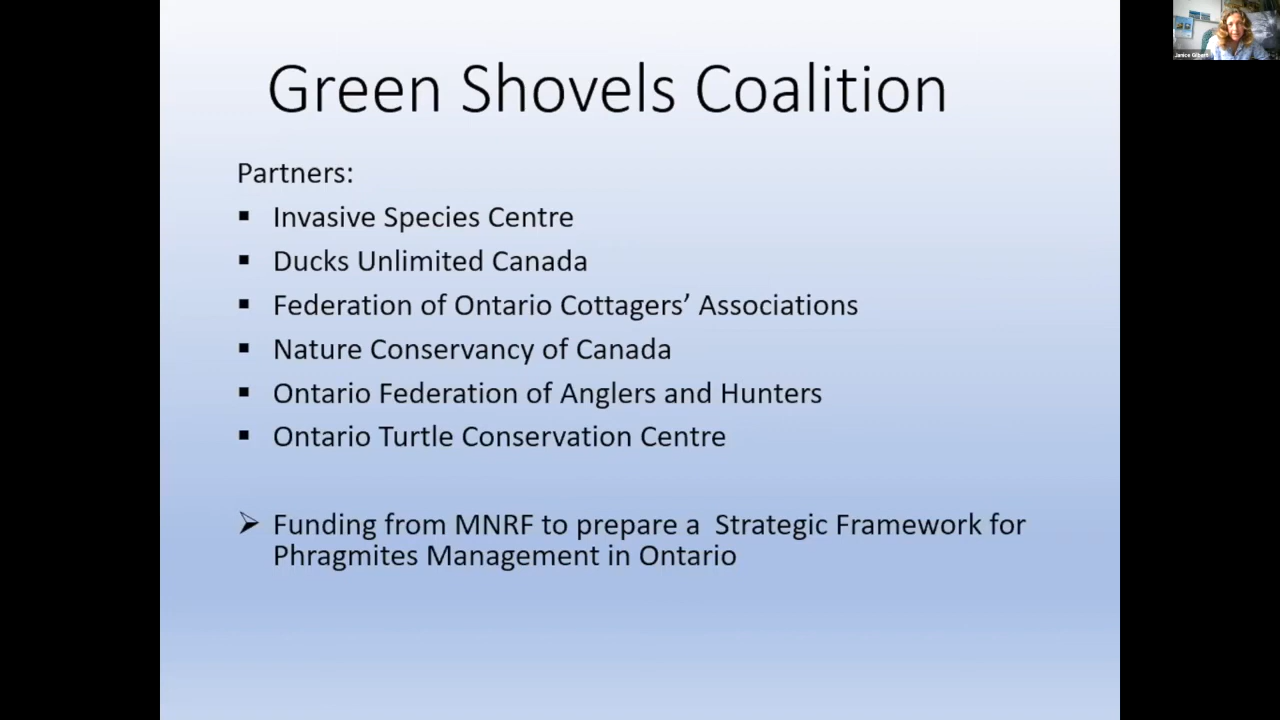 Green Shovels Coalition
Janice Gilbert
Partners:
▪ Invasive Species Centre
▪ Ducks Unlimited Canada
▪ Federation of Ontario Cottagers’ Associations
▪ Nature Conservancy of Canada
▪ Ontario Federation of Anglers and Hunters
▪ Ontario Turtle Conservation Centre
➢ Funding from MNRF to prepare a  Strategic Framework for
Phragmites Management in Ontario